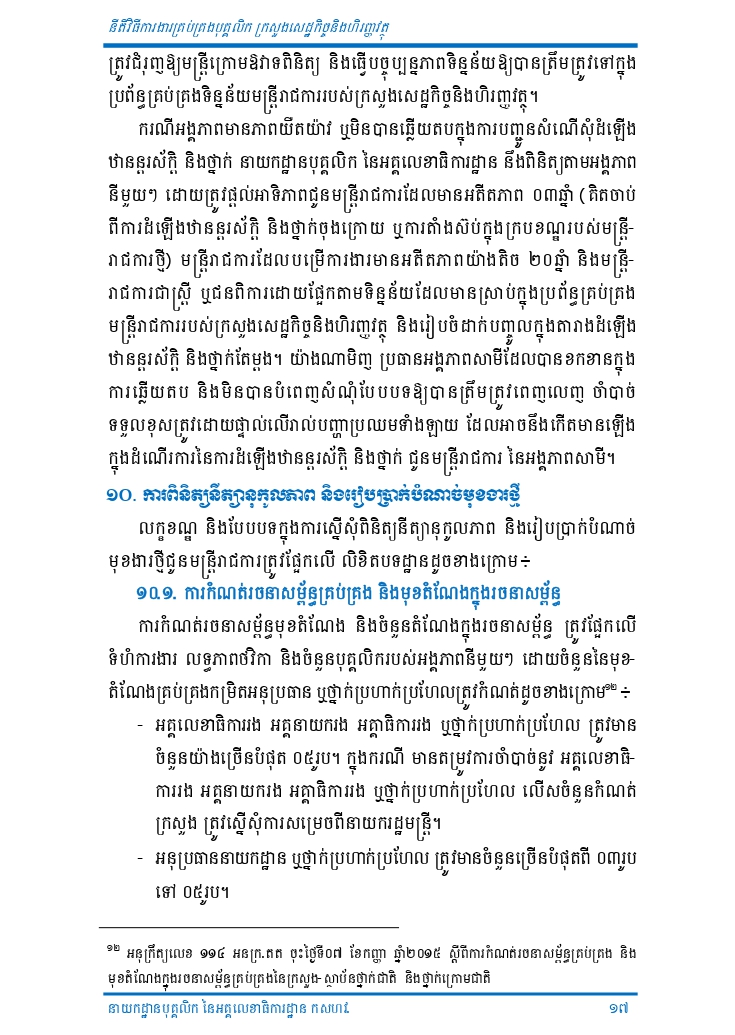 នីតិវិធីការងារគ្រប់គ្រងបុគ្គលិក ក្រសួងសេដ្ឋកិច្ចនិងហិរញ្ញវត្ថុ
ត្រូវជំរុញឱ្យមន្ត្រីក្រោមឱវាទពិនិត្យ និងធ្វើបច្ចុប្បន្នភាពទិន្នន័យឱ្យបានត្រឹមត្រូវទៅក្នុង
ប្រព័ន្ធគ្រប់គ្រងទិន្នន័យមន្ត្រីរាជការរបស់ក្រសួងសេដ្ឋកិច្ចនិងហិរញ្ញវត្ថុ។
ករណីអង្គភាពមានភាពយឺតយ៉ាវ ឬមិនបានឆ្លើយតបក្នុងការបញ្ជូនសំណើសុំដំឡើង
ឋានន្តរស័ក្តិ និងថ្នាក់ នាយកដ្ឋានបុគ្គលិក នៃអគ្គលេខាធិការដ្ឋាន នឹងពិនិត្យតាមអង្គភាព
នីមួយៗ ដោយត្រូវផ្តល់អាទិភាពជូនមន្ត្រីរាជការដែលមានអតីតភាព ០៣ឆ្នាំ (គិតចាប់
ពីការដំឡើងឋានន្តរស័ក្តិ និងថ្នាក់ចុងក្រោយ ឬការតាំងស៊ប់ក្នុងក្របខណ្ឌរបស់មន្ត្រី-
រាជការថ្មី) មន្ត្រីរាជការដែលបម្រើការងារមានអតីតភាពយ៉ាងតិច ២០ឆ្នាំ និងមន្ត្រី-
រាជការជាស្ត្រី ឬជនពិការដោយផ្អែកតាមទិន្នន័យដែលមានស្រាប់ក្នុងប្រព័ន្ធគ្រប់គ្រង
មន្ត្រីរាជការរបស់ក្រសួងសេដ្ឋកិច្ចនិងហិរញ្ញវត្ថុ និងរៀបចំដាក់បញ្ចូលក្នុងតារាងដំឡើង
ឋានន្តរស័ក្តិ និងថ្នាក់តែម្តង។ យ៉ាងណាមិញ ប្រធានអង្គភាពសាមីដែលបានខកខានក្នុង
ការឆ្លើយតប និងមិនបានបំពេញសំណុំបែបបទឱ្យបានត្រឹមត្រូវពេញលេញ ចាំបាច់
ទទួលខុសត្រូវដោយផ្ទាល់លើរាល់បញ្ហាប្រឈមទាំងឡាយ ដែលអាចនឹងកើតមានឡើង
ក្នុងដំណើរការនៃការដំឡើងឋានន្តរស័ក្តិ និងថ្នាក់ ជូនមន្ត្រីរាជការ នៃអង្គភាពសាមី។
១០. ការពិនិត្យនីត្យានុកូលភាព និងរៀបប្រាក់បំណាច់មុខងារថ្មី
លក្ខខណ្ឌ និងបែបបទក្នុងការស្នើសុំពិនិត្យនីត្យានុកូលភាព និងរៀបប្រាក់បំណាច់
មុខងារថ្មីជូនមន្ត្រីរាជការត្រូវផ្អែកលើ លិខិតបទដ្ឋានដូចខាងក្រោម៖
១០.១. ការកំណត់រចនាសម្ព័ន្ធគ្រប់គ្រង និងមុខតំណែងក្នុងរចនាសម្ព័ន្ធ
ការកំណត់រចនាសម្ព័ន្ធមុខតំណែង និងចំនួនតំណែងក្នុងរចនាសម្ព័ន្ធ ត្រូវផ្អែកលើ
ទំហំការងារ លទ្ធភាពថវិកា និងចំនួនបុគ្គលិករបស់អង្គភាពនីមួយៗ ដោយចំនួននៃមុខ-
តំណែងគ្រប់គ្រងកម្រិតអនុប្រធាន ឬថ្នាក់ប្រហាក់ប្រហែលត្រូវកំណត់ដូចខាងក្រោម១២ ៖
- អគ្គលេខាធិការរង អគ្គនាយករង អគ្គាធិការរង ឬថ្នាក់ប្រហាក់ប្រហែល ត្រូវមាន
ចំនួនយ៉ាងច្រើនបំផុត ០៥រូប។ ក្នុងករណី មានតម្រូវការចាំបាច់នូវ អគ្គលេខាធិ-
ការរង អគ្គនាយករង អគ្គាធិការរង ឬថ្នាក់ប្រហាក់ប្រហែល លើសចំនួនកំណត់
ក្រសួង ត្រូវស្នើសុំការសម្រេចពីនាយករដ្ឋមន្ត្រី។
- អនុប្រធាននាយកដ្ឋាន ឬថ្នាក់ប្រហាក់ប្រហែល ត្រូវមានចំនួនច្រើនបំផុតពី ០៣រូប
ទៅ ០៥រូប។
១២ អនុក្រឹត្យលេខ ១១៤ អនក្រ.តត ចុះថ្ងៃទី០៧ ខែកញ្ញា ឆ្នាំ២០១៥ ស្តីពីការកំណត់រចនាសម្ព័ន្ធគ្រប់គ្រង និង
មុខតំណែងក្នុងរចនាសម្ព័ន្ធគ្រប់គ្រងនៃក្រសួង-ស្ថាប័នថ្នាក់ជាតិ និងថ្នាក់ក្រោមជាតិ
នាយកដ្ឋានបុគ្គលិក នៃអគ្គលេខាធិការដ្ឋាន កសហវ. ១៧